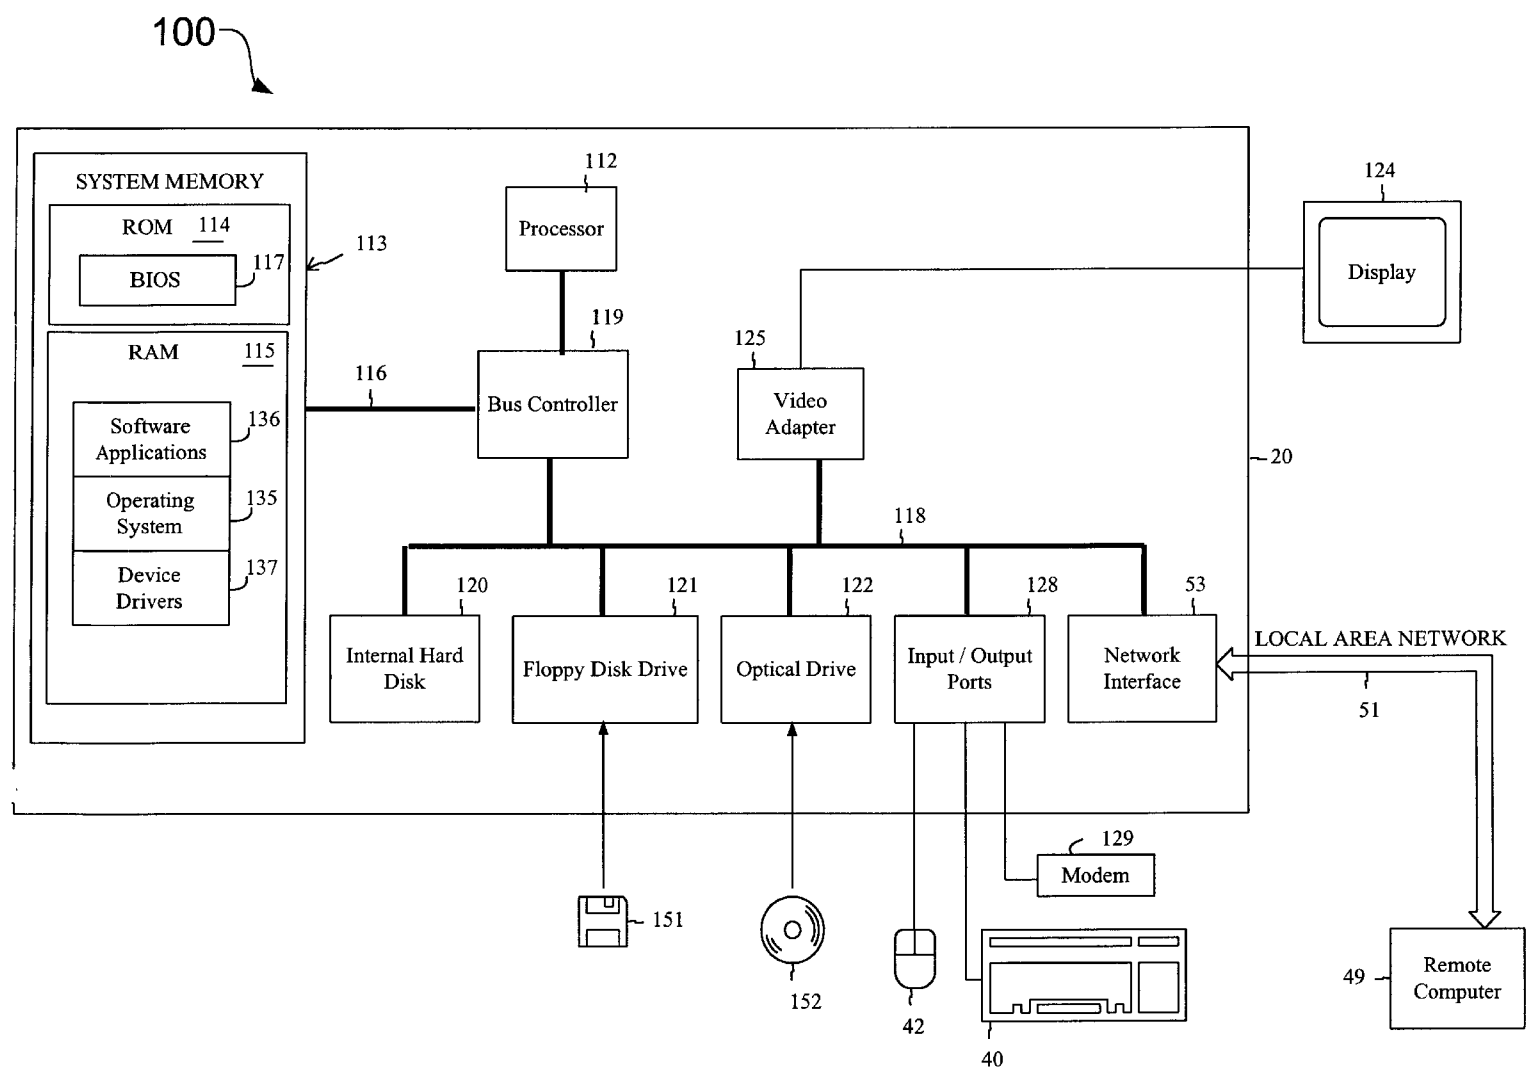 100
SYSTEM MEMORY
ROM 114
BIOS
117
113
RAM 115
Software
Applications
136
Operating
System
135
Device
Drivers
137
112
Processor
119
Bus Controller
116
125
Video
Adapter
124
Display
20
118
120
Internal Hard
Disk
121
Floppy Disk Drive
122
Optical Drive
128
Input / Output
Ports
53
Network
Interface
LOCAL AREA NETWORK
51
129
Modem
151
152
42
40
49
Remote
Computer